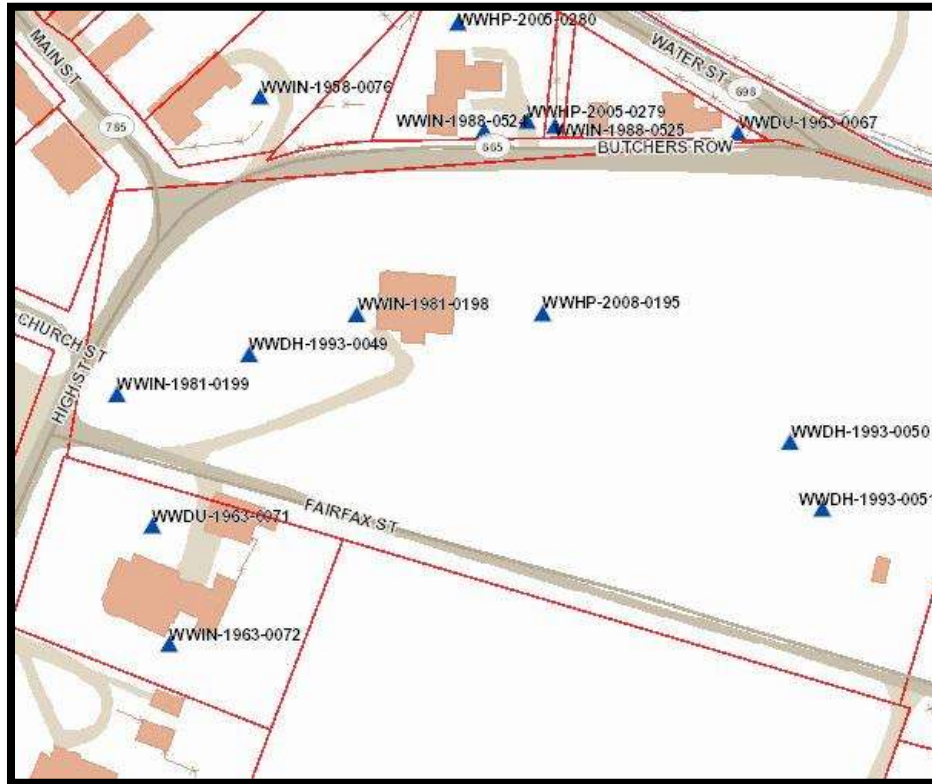 WWHP-2005-0280
MAIN ST
WATER ST
698
WWIN-1958-0076
765
WWIN-1988-0524
WWHP-2005-0279
WWIN-1988-0525
WWDU-1963-0067
665
BUTCHERS ROW
WWIN-1981-0198
WWHP-2008-0195
CHURCH ST
WWDH-1993-0049
HIGH ST
WWIN-1981-0199
WWDH-1993-0050
WWDH-1993-0051
FAIRFAX ST
WWDU-1963-0071
WWIN-1963-0072